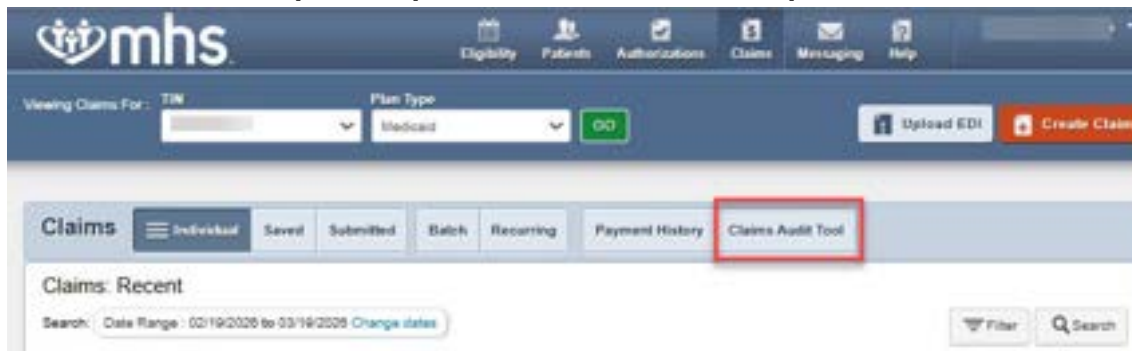 mhs
Eligibility Patients Authorizations Claims Messaging Help
Viewing Claims For: TIN Plan Type
Medicaid GO Upload EDI Create Claim
Claims Individual Saved Submitted Batch Recurring Payment History Claims Audit Tool
Claims: Recent
Search: Date Range : 02/19/2026 to 03/19/2026 Change dates Filter Search